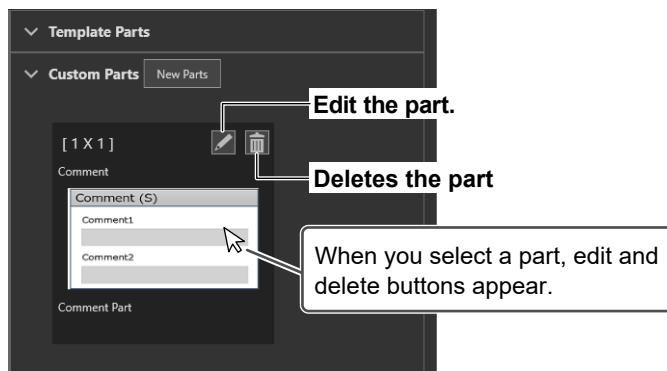 Template Parts
Custom Parts New Parts
Edit the part.
[ 1 X 1 ]
Comment
Deletes the part
Comment (S)
Comment1
When you select a part, edit and
delete buttons appear.
Comment2
Comment Part